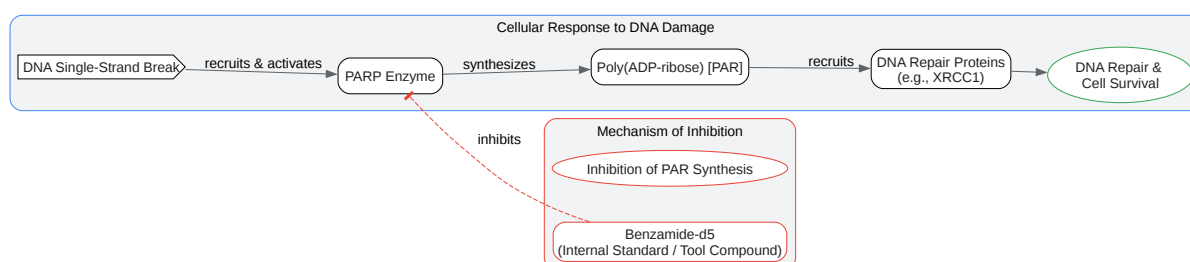 Cellular Response to DNA Damage
DNA Single-Strand Break
recruits & activates
PARP Enzyme
synthesizes
Poly(ADP-ribose) [PAR]
recruits
DNA Repair Proteins
(e.g., XRCC1)
DNA Repair &
Cell Survival
inhibits
Mechanism of Inhibition
Inhibition of PAR Synthesis
Benzamide-d5
(Internal Standard / Tool Compound)